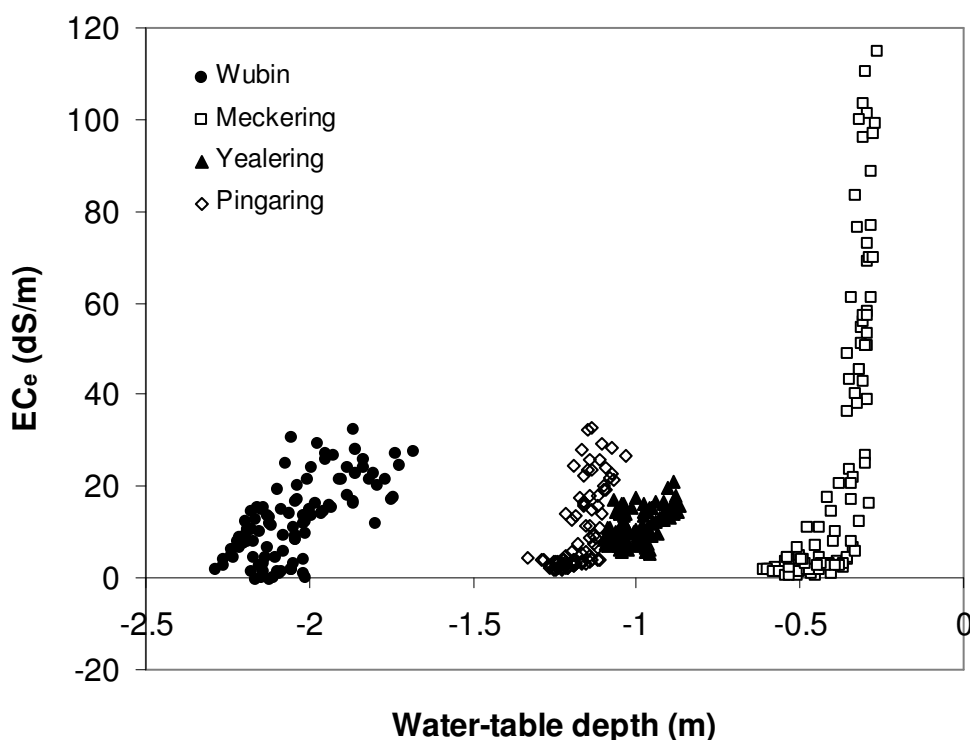 120
100
80
60
40
20
0
-20
ECe (dS/m)
Wubin
Meckering
Yealering
Pingaring
-2.5 -2 -1.5 -1 -0.5 0
Water-table depth (m)